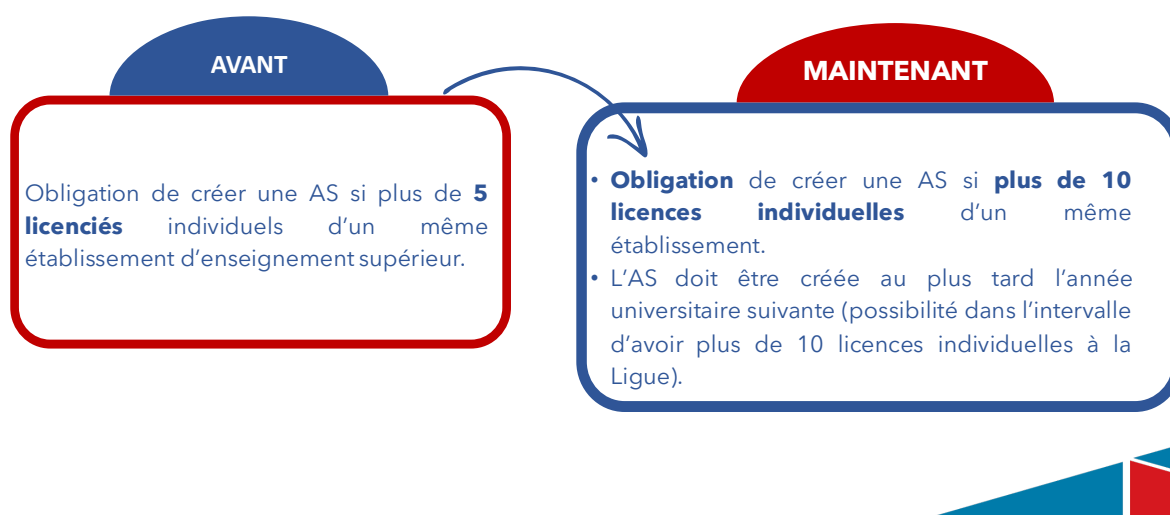 AVANT
Obligation de créer une AS si plus de 5
licenciés individuels d’un même
établissement d’enseignement supérieur.
MAINTENANT
• Obligation de créer une AS si plus de 10
licences individuelles d’un même
établissement.
• L’AS doit être créée au plus tard l’année
universitaire suivante (possibilité dans l’intervalle
d’avoir plus de 10 licences individuelles à la
Ligue).